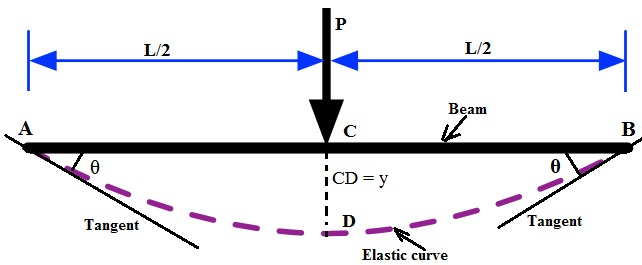 P
L/2
L/2
Beam
A
C
B
θ
CD = y
θ
Tangent
D
Tangent
Elastic curve